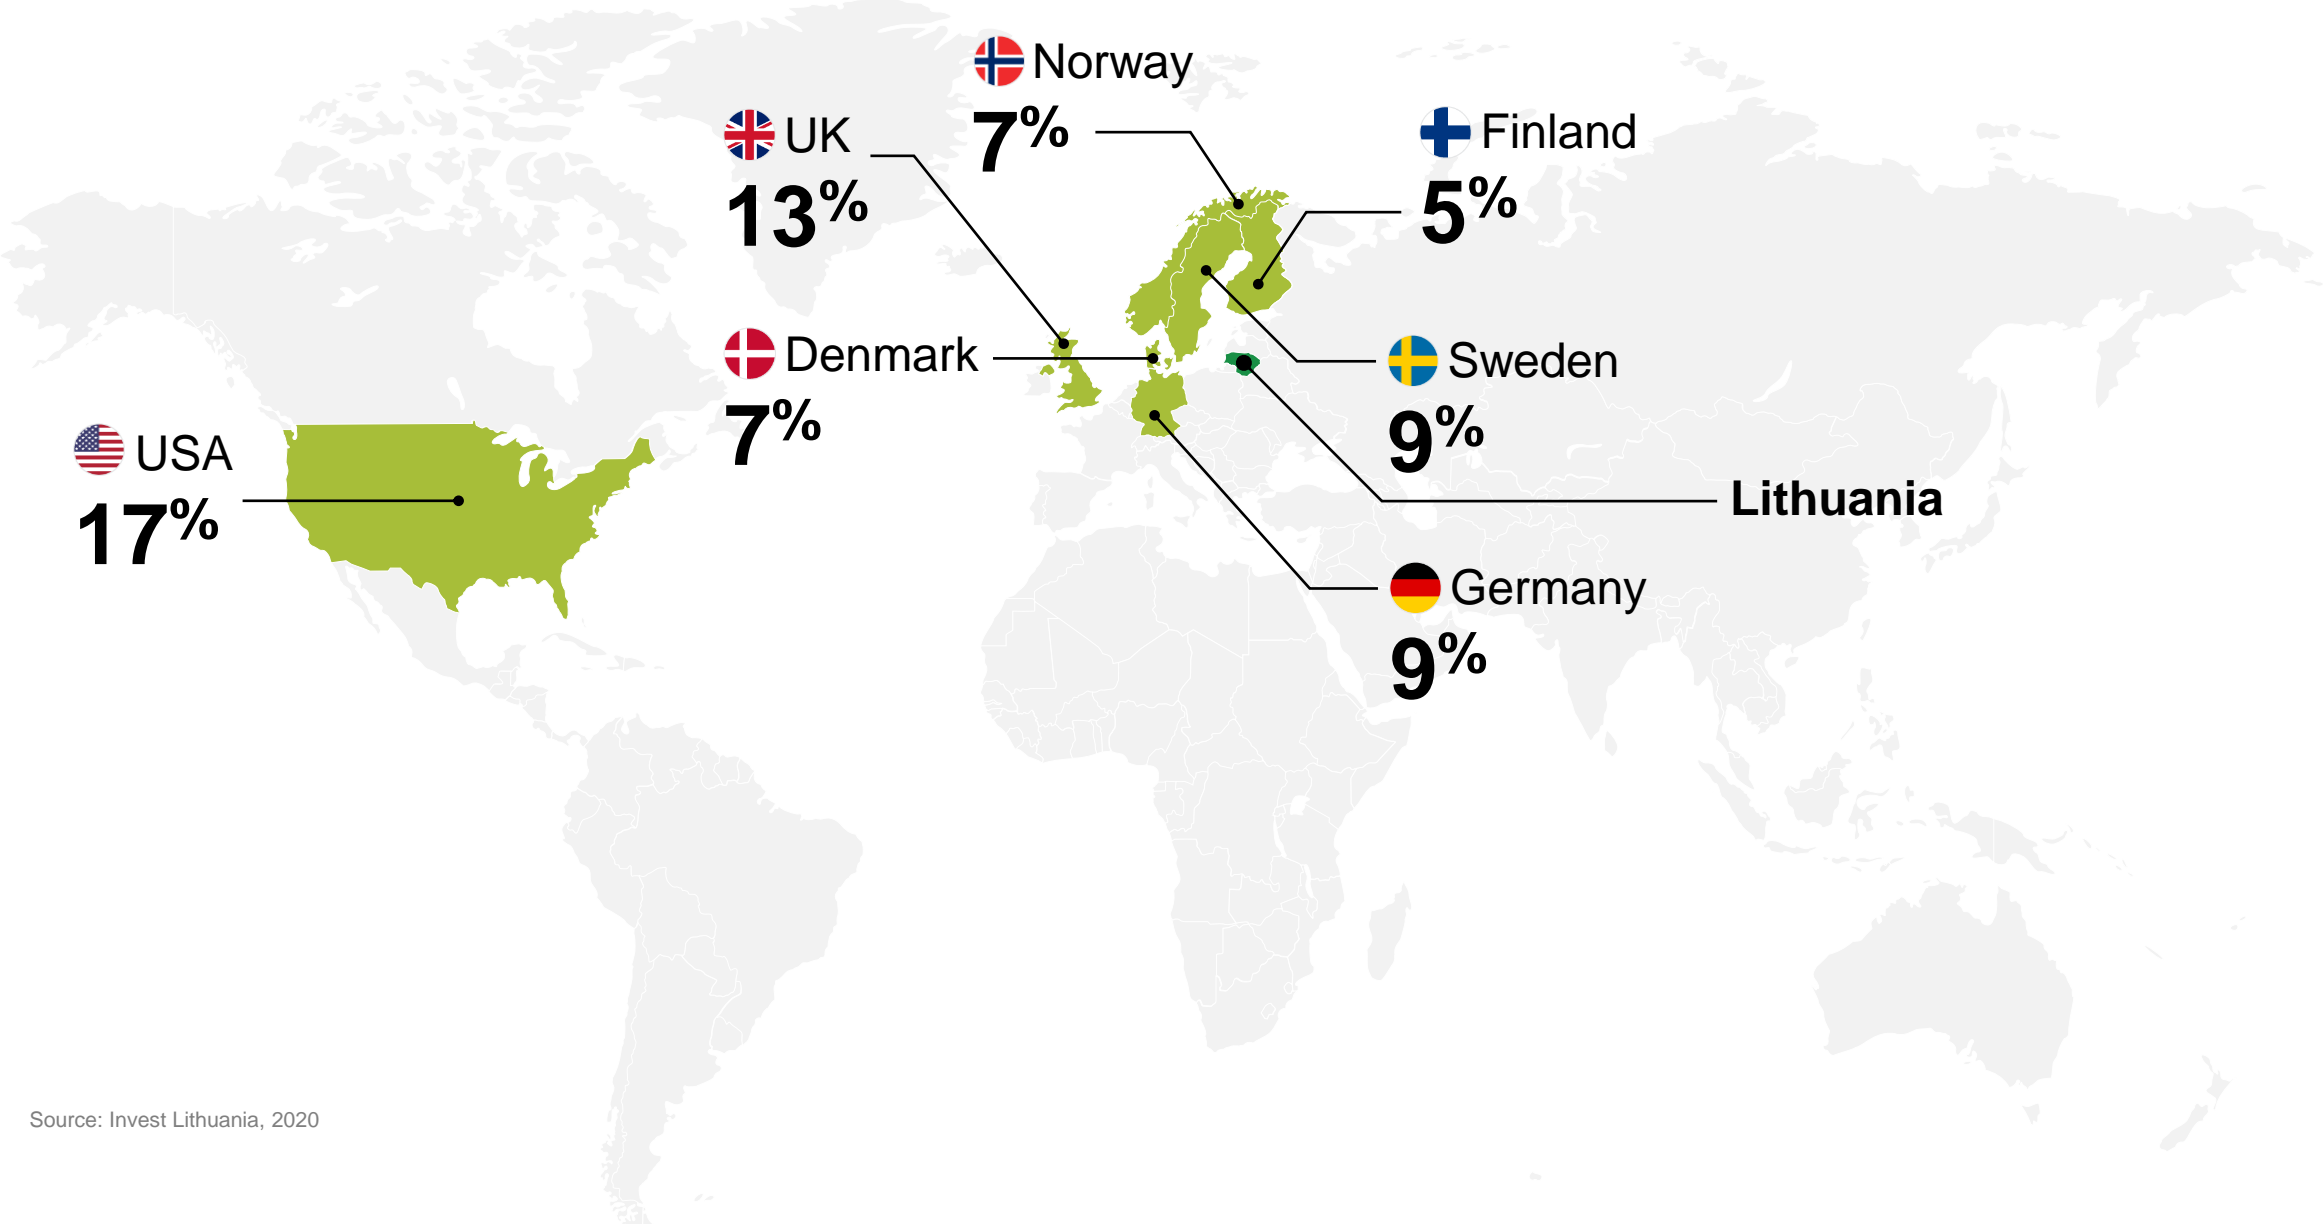 Norway
7%
UK
13%
Finland
5%
Denmark
7%
Sweden
9%
USA
17%
Lithuania
Germany
9%
Source: Invest Lithuania, 2020